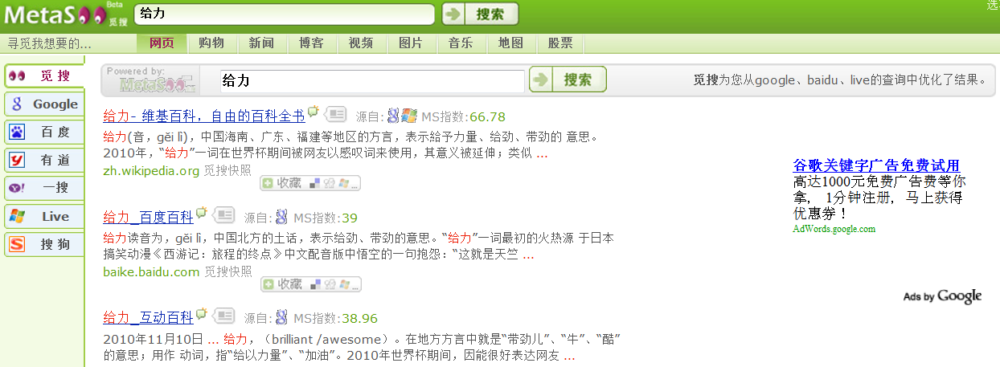 MetaSoo Beta 觅搜 给力 搜索 选
寻觅我想要的... 网页 购物 新闻 博客 视频 图片 音乐 地图 股票
觅 搜
Google
百 度
有 道
一搜
Live
搜 狗
Powered by: MetaSoo 给力 搜索 觅搜为您从google、baidu、live的查询中优化了结果。
给力- 维基百科，自由的百科全书 源自: MS指数:66.78
给力(音，gěi lì)，中国海南、广东、福建等地区的方言，表示給予力量、给劲、带劲的 意思。
2010年，“给力”一词在世界杯期间被网友以感叹词来使用，其意义被延伸；类似 ...
zh.wikipedia.org 觅搜快照
收藏 ...
给力_百度百科 源自: MS指数:39
给力读音为，gěi lì，中国北方的土话，表示给劲、带劲的意思。“给力”一词最初的火热源 于日本
搞笑动漫《西游记：旅程的终点》中文配音版中悟空的一句抱怨：“这就是天竺 ...
baike.baidu.com 觅搜快照
收藏 ...
给力_互动百科 源自: MS指数:38.96
2010年11月10日 ... 给力，（brilliant /awesome）。在地方方言中就是“带劲儿”、“牛”、“酷”
的意思；用作 动词，指“给以力量”、“加油”。2010年世界杯期间，因能很好表达网友 ...
谷歌关键字广告免费试用
高达1000元免费广告费等你
拿， 1分钟注册，马上获得
优惠券！
AdWords.google.com
Ads by Google